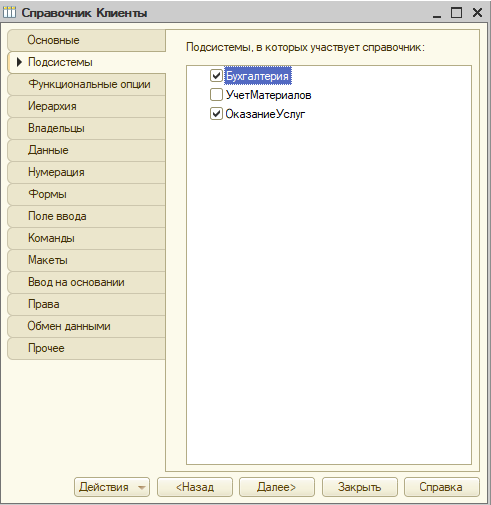 Справочник Клиенты
Основные
Подсистемы
Функциональные опции
Иерархия
Владельцы
Данные
Нумерация
Формы
Поле ввода
Команды
Макеты
Ввод на основании
Права
Обмен данными
Прочее
Подсистемы, в которых участвует справочник:
Бухгалтерия
УчетМатериалов
ОказаниеУслуг
Действия
<Назад
Далее>
Закрыть
Справка